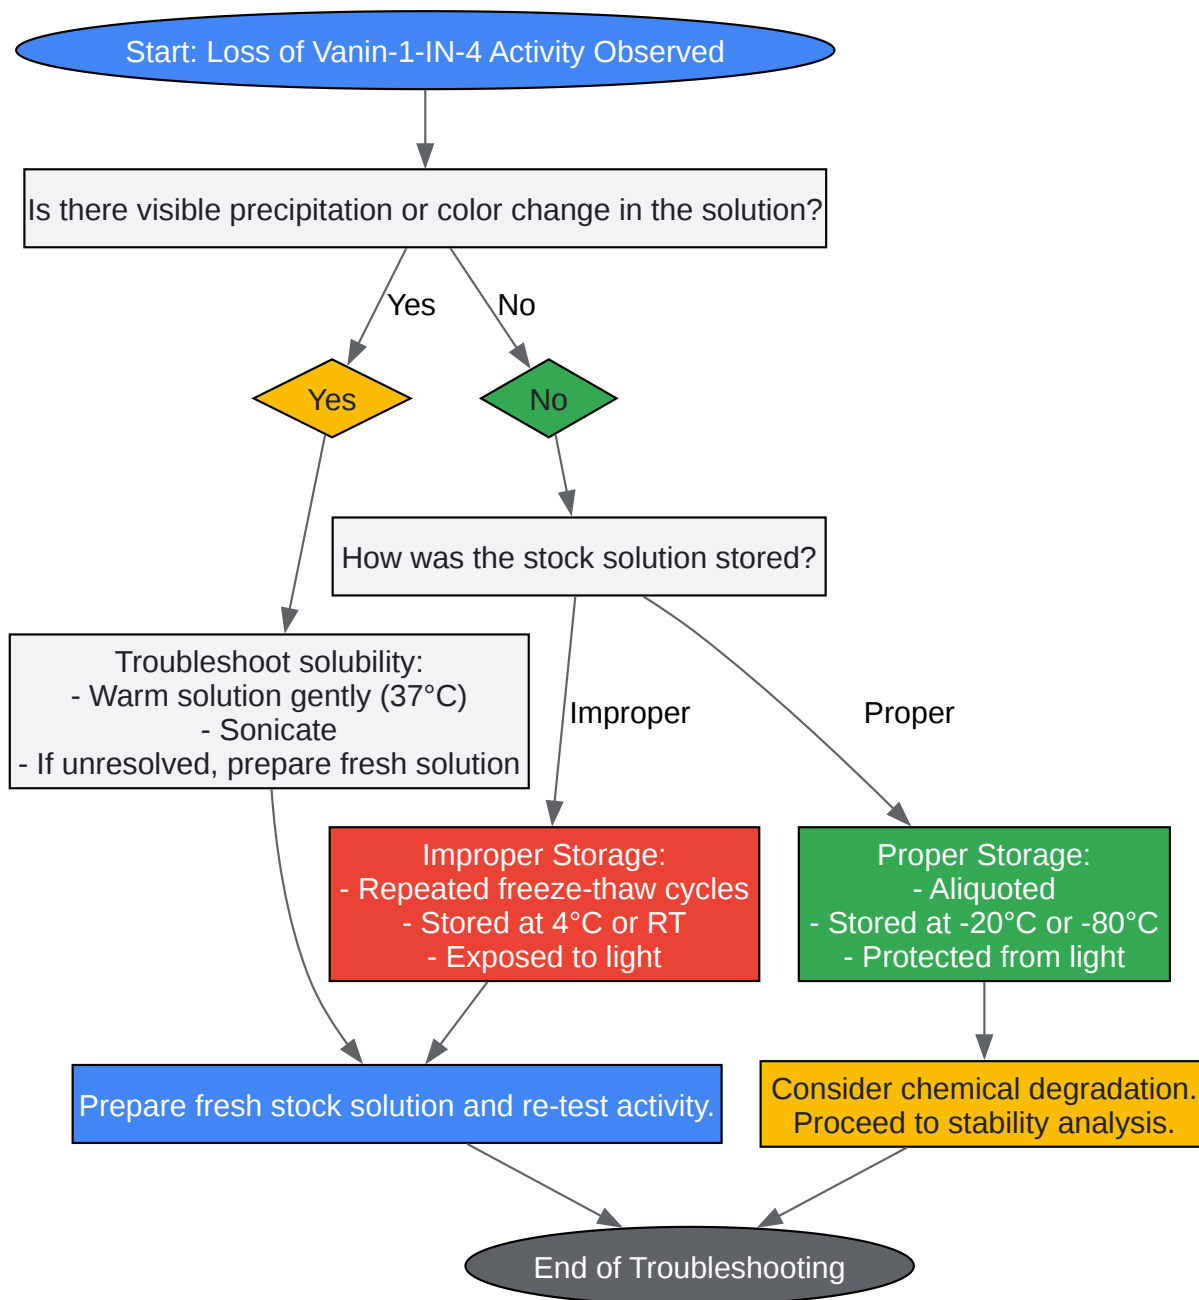 Start: Loss of Vanin-1-IN-4 Activity Observed
Is there visible precipitation or color change in the solution?
Yes
No
Yes
No
How was the stock solution stored?
Troubleshoot solubility:
- Warm solution gently (37°C)
- Sonicate
- If unresolved, prepare fresh solution
Improper
Proper
Improper Storage:
- Repeated freeze-thaw cycles
- Stored at 4°C or RT
- Exposed to light
Proper Storage:
- Aliquoted
- Stored at -20°C or -80°C
- Protected from light
Prepare fresh stock solution and re-test activity.
Consider chemical degradation.
Proceed to stability analysis.
End of Troubleshooting